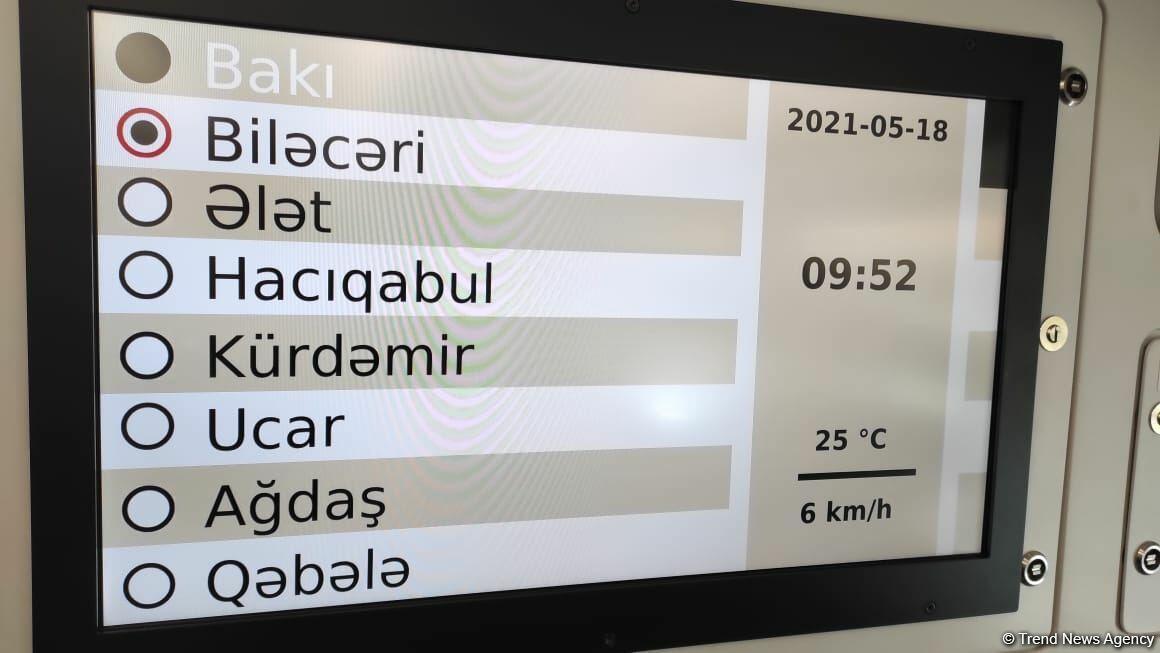 Bakı
Biləcəri
Ələt
Hacıqabul
Kürdəmir
Ucar
Ağdaş
Qəbələ
2021-05-18
09:52
25 °C
6 km/h
© Trend News Agency